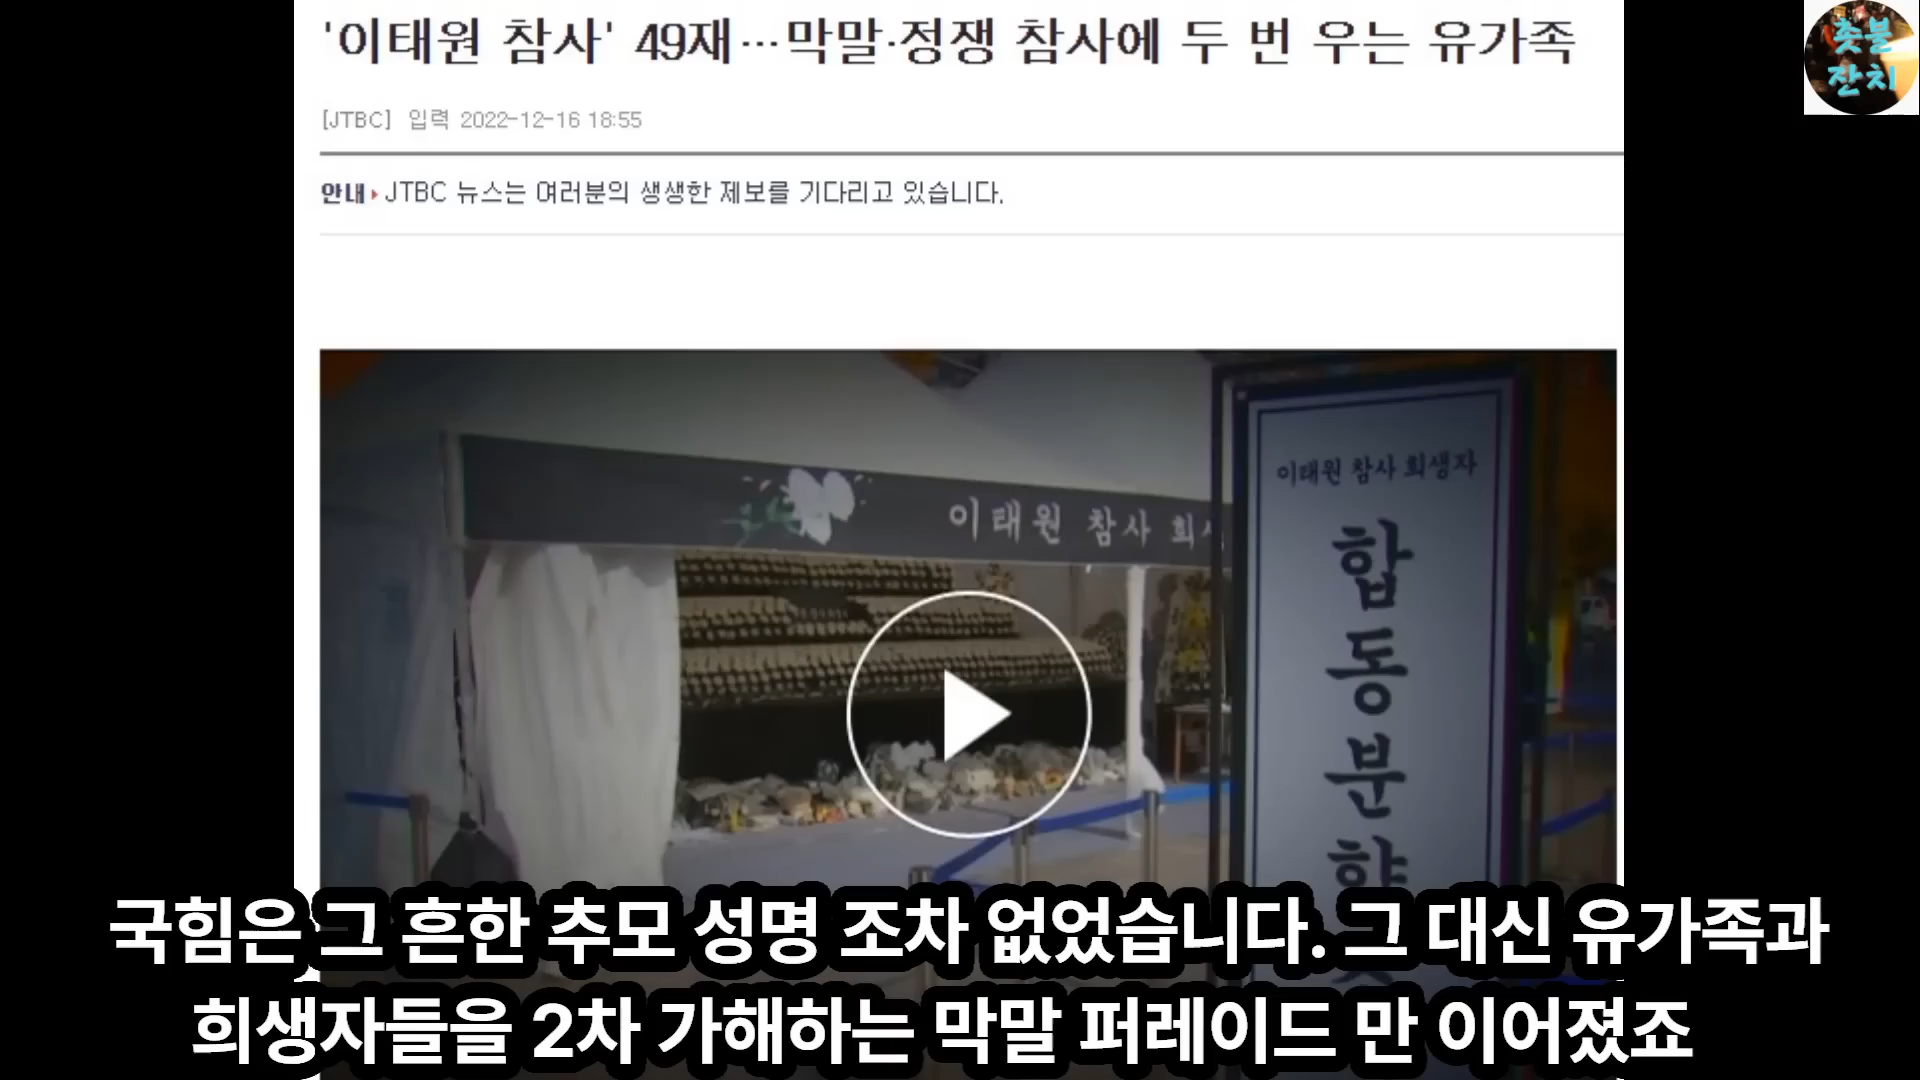 '이태원 참사' 49재…막말·정쟁 참사에 두 번 우는 유가족
촛불
잔치
[JTBC] 입력 2022-12-16 18:55
안내 JTBC 뉴스는 여러분의 생생한 제보를 기다리고 있습니다.
이태원 참사 희생자
이태원 참사
합동분향
국힘은 그 흔한 추모 성명 조차 없었습니다. 그 대신 유가족과
희생자들을 2차 가해하는 막말 퍼레이드 만 이어졌죠